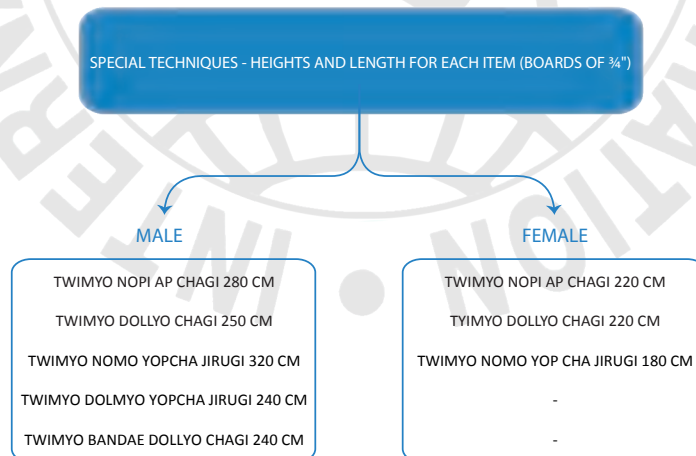 SPECIAL TECHNIQUES - HEIGHTS AND LENGTH FOR EACH ITEM (BOARDS OF ¾")
MALE
TWIMYO NOPI AP CHAGI 280 CM
TWIMYO DOLLYO CHAGI 250 CM
TWIMYO NOMO YOPCHA JIRUGI 320 CM
TWIMYO DOLMYO YOPCHA JIRUGI 240 CM
TWIMYO BANDAE DOLLYO CHAGI 240 CM
FEMALE
TWIMYO NOPI AP CHAGI 220 CM
TYIMYO DOLLYO CHAGI 220 CM
TWIMYO NOMO YOP CHA JIRUGI 180 CM
-
-